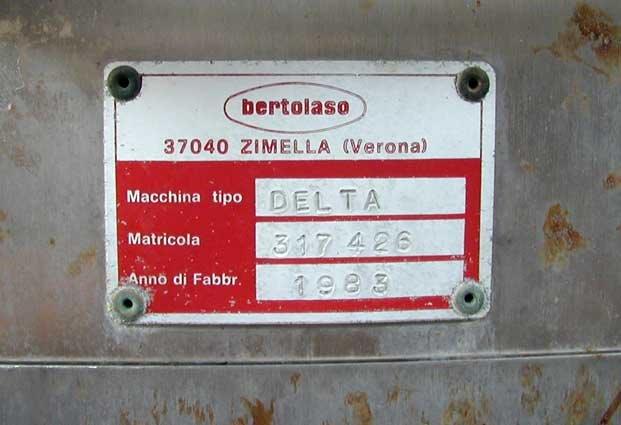 bertolaso
37040 ZIMELLA (Verona)
Macchina tipo DELTA
Matricola 317426
Anno di Fabbr. 1983